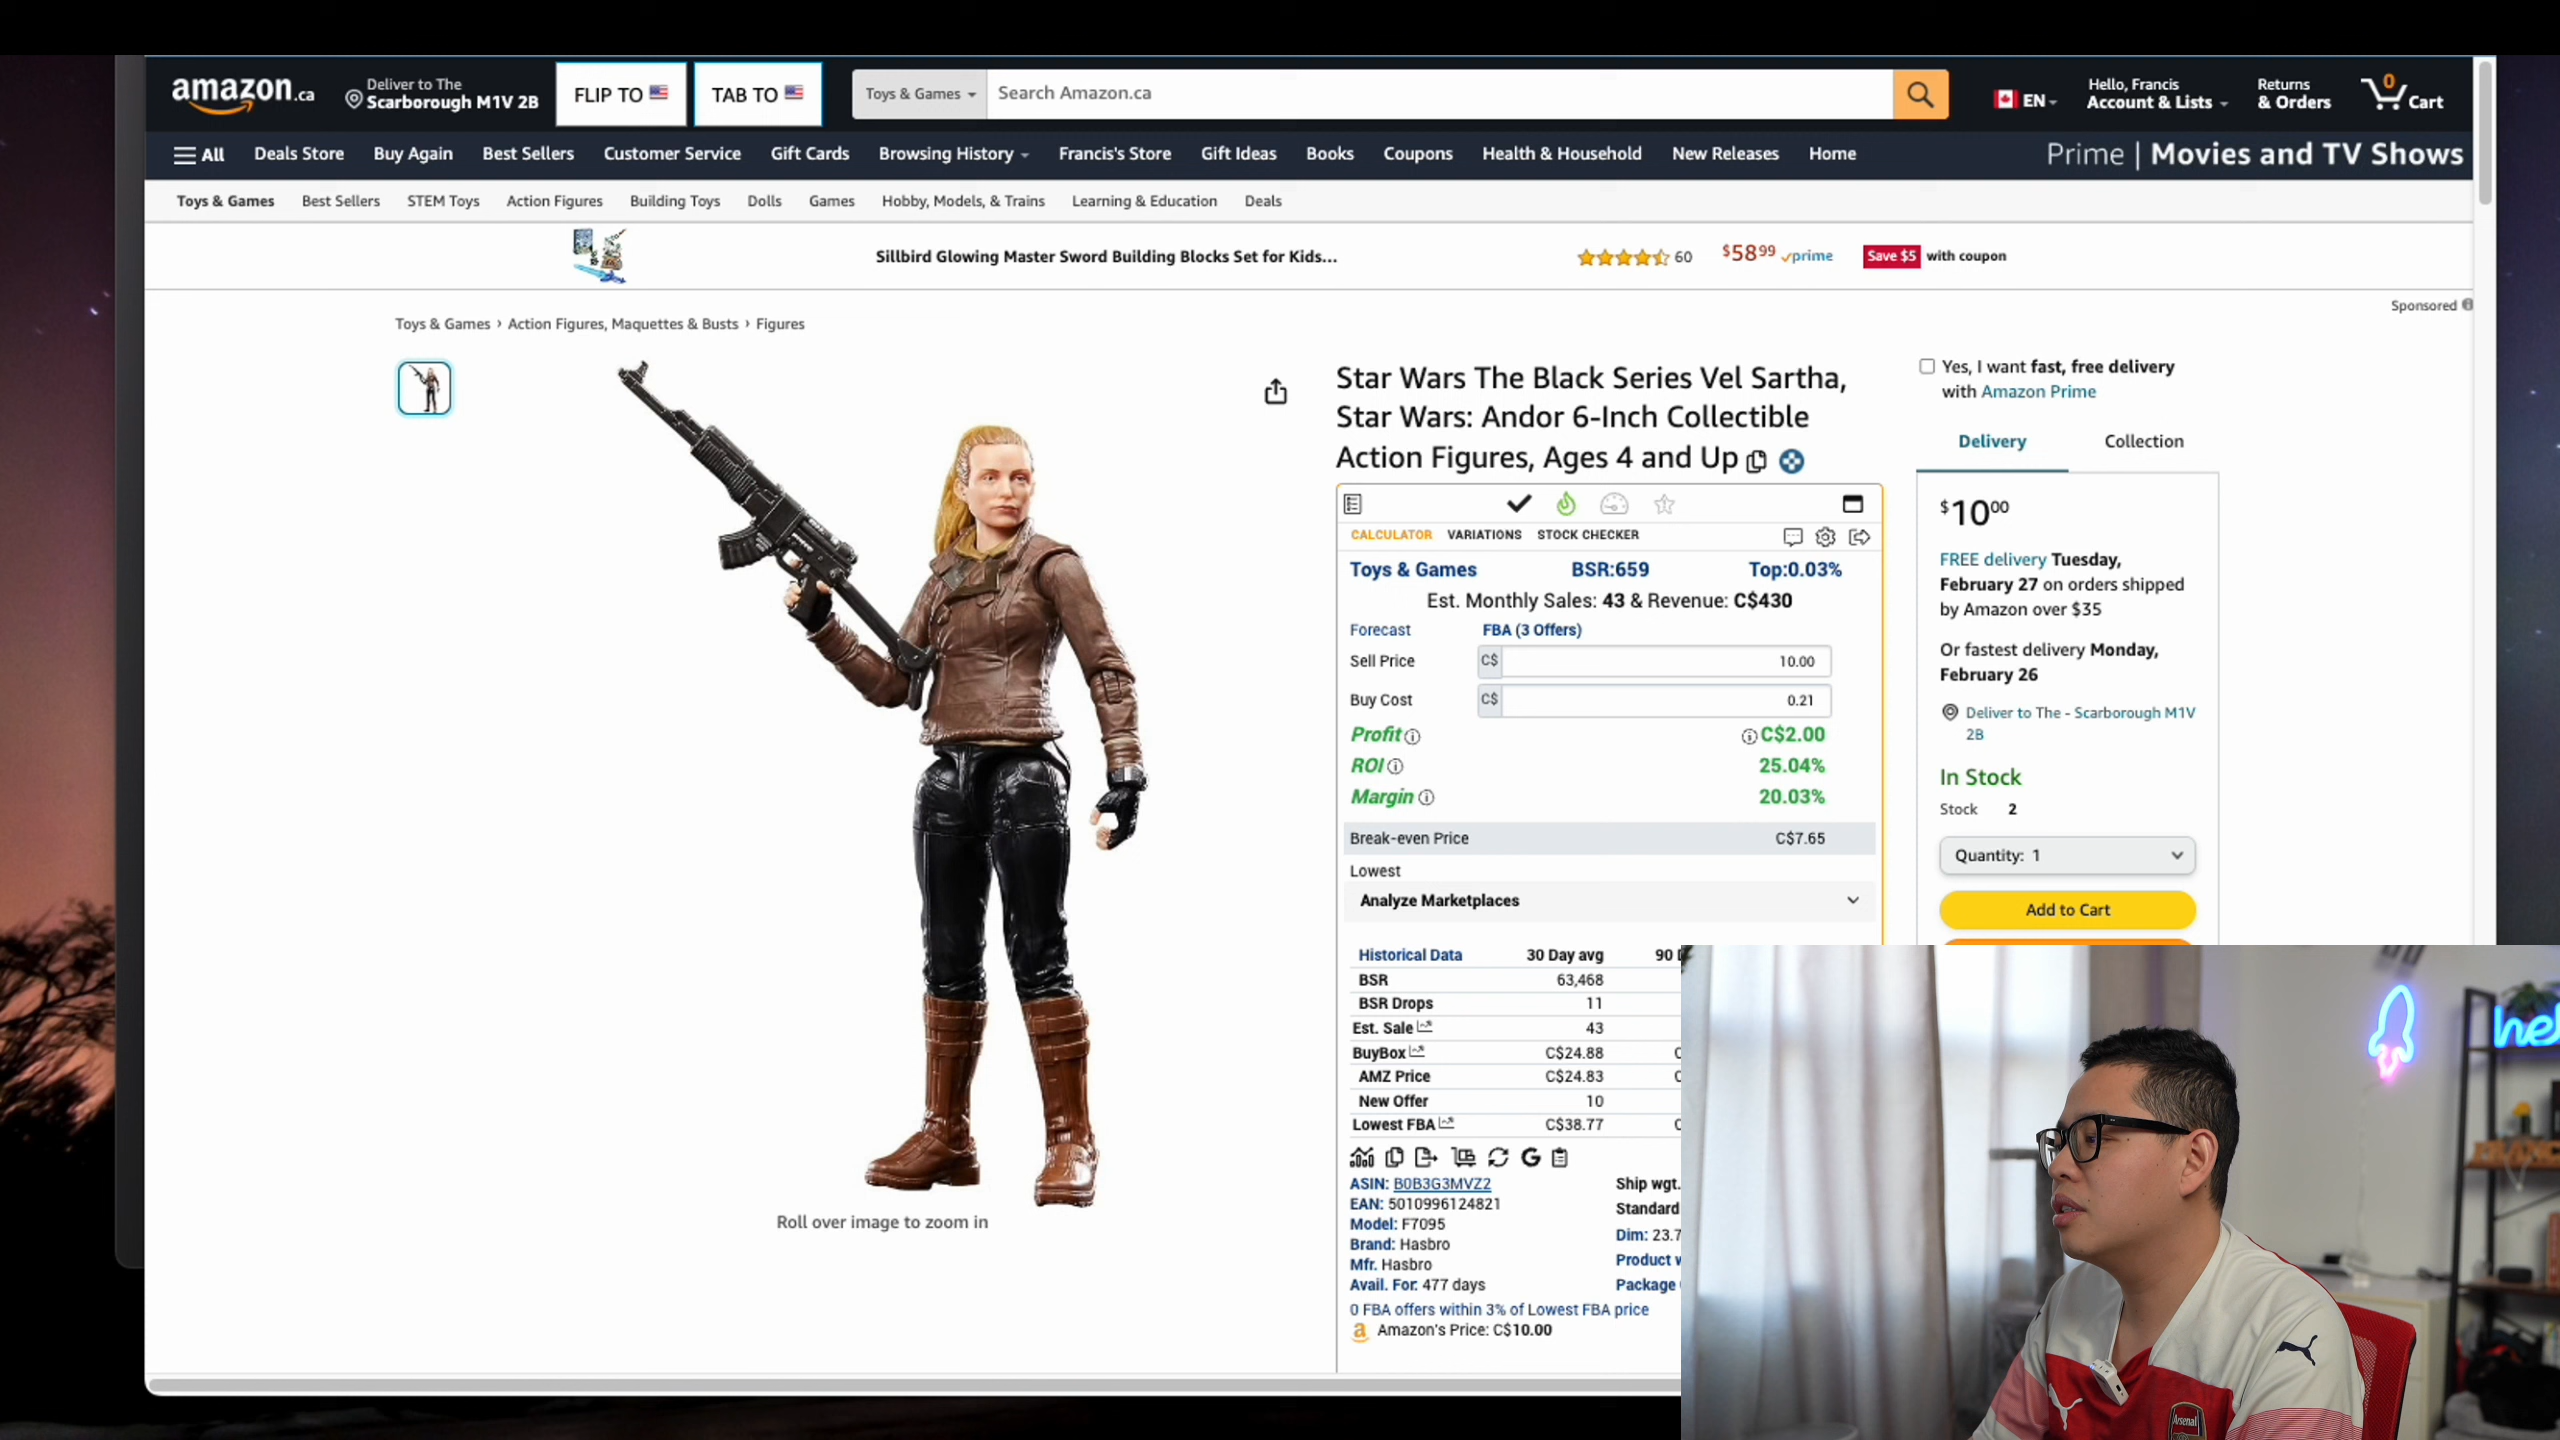 amazon.ca
Deliver to The
Scarborough M1V 2B
FLIP TO
TAB TO
Toys & Games
Search Amazon.ca
EN
Hello, Francis
Account & Lists
Returns
& Orders
0
Cart
All
Deals Store
Buy Again
Best Sellers
Customer Service
Gift Cards
Browsing History
Francis's Store
Gift Ideas
Books
Coupons
Health & Household
New Releases
Home
Prime | Movies and TV Shows
Toys & Games
Best Sellers
STEM Toys
Action Figures
Building Toys
Dolls
Games
Hobby, Models, & Trains
Learning & Education
Deals
Sillbird Glowing Master Sword Building Blocks Set for Kids...
60
$5899
prime
Save $5 with coupon
Sponsored
Toys & Games › Action Figures, Maquettes & Busts › Figures
Roll over image to zoom in
Star Wars The Black Series Vel Sartha,
Star Wars: Andor 6-Inch Collectible
Action Figures, Ages 4 and Up
CALCULATOR VARIATIONS STOCK CHECKER
Toys & Games BSR:659 Top:0.03%
Est. Monthly Sales: 43 & Revenue: C$430
Forecast FBA (3 Offers)
Sell Price C$ 10.00
Buy Cost C$ 0.21
Profit C$2.00
ROI 25.04%
Margin 20.03%
Break-even Price C$7.65
Lowest
Analyze Marketplaces
Historical Data 30 Day avg 90
BSR 63,468
BSR Drops 11
Est. Sale 43
BuyBox C$24.88 C
AMZ Price C$24.83 C
New Offer 10
Lowest FBA C$38.77 C
G
ASIN: B0B3G3MVZ2
EAN: 5010996124821
Model: F7095
Brand: Hasbro
Mfr. Hasbro
Avail. For: 477 days
Ship wgt.
Standard
Dim: 23.7
Product
Package
0 FBA offers within 3% of Lowest FBA price
a Amazon's Price: C$10.00
Yes, I want fast, free delivery
with Amazon Prime
Delivery
Collection
$1000
FREE delivery Tuesday,
February 27 on orders shipped
by Amazon over $35
Or fastest delivery Monday,
February 26
Deliver to The - Scarborough M1V
2B
In Stock
Stock 2
Quantity: 1
Add to Cart
hel
Arsenal